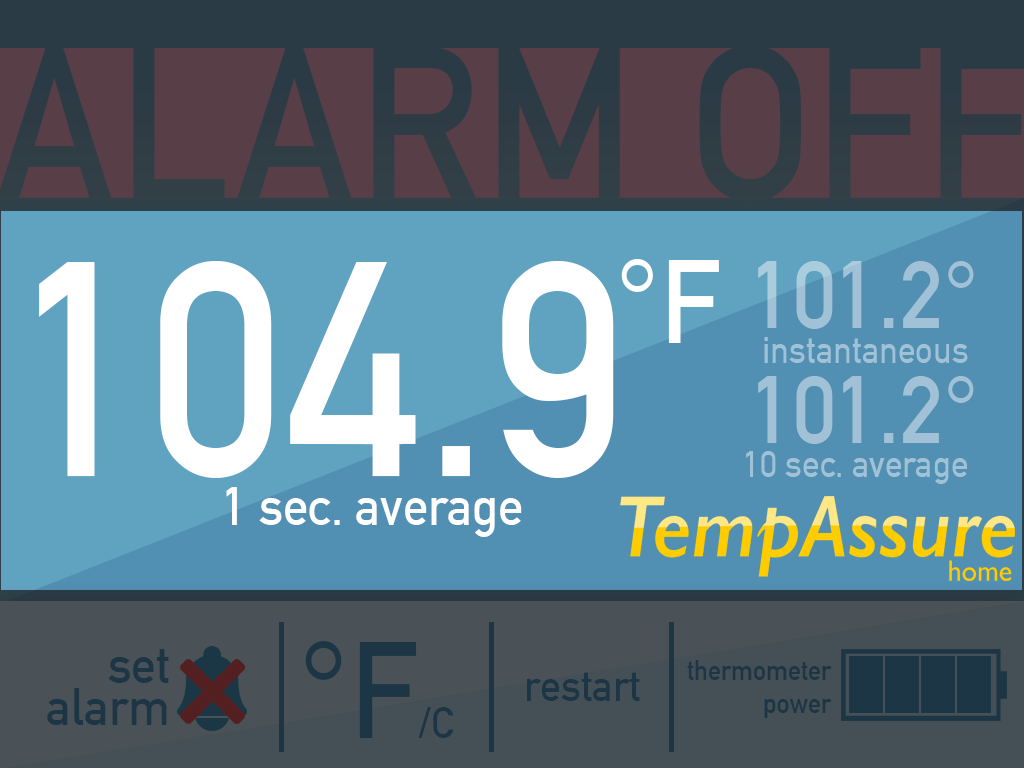 ALARM OFF
104.9°F
1 sec. average
101.2°
instantaneous
101.2°
10 sec. average
TempAssure
home
set
alarm
°F/C
restart
thermometer
power